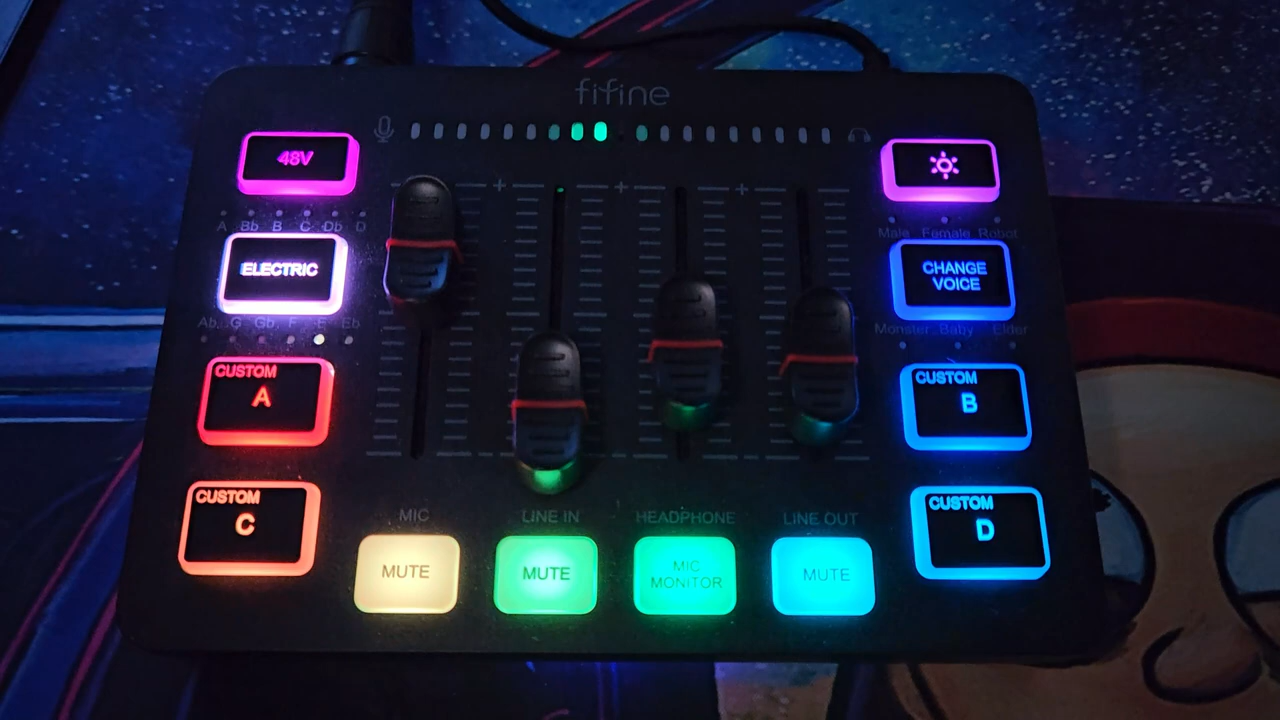 fifine
48V
A Bb B C Db D
Male Female Robot
ELECTRIC
CHANGE
VOICE
Ab G Gb F E Eb
Monster Baby Elder
CUSTOM
A
CUSTOM
B
CUSTOM
C
CUSTOM
D
MIC LINE IN HEADPHONE LINE OUT
MUTE
MUTE
MIC
MONITOR
MUTE